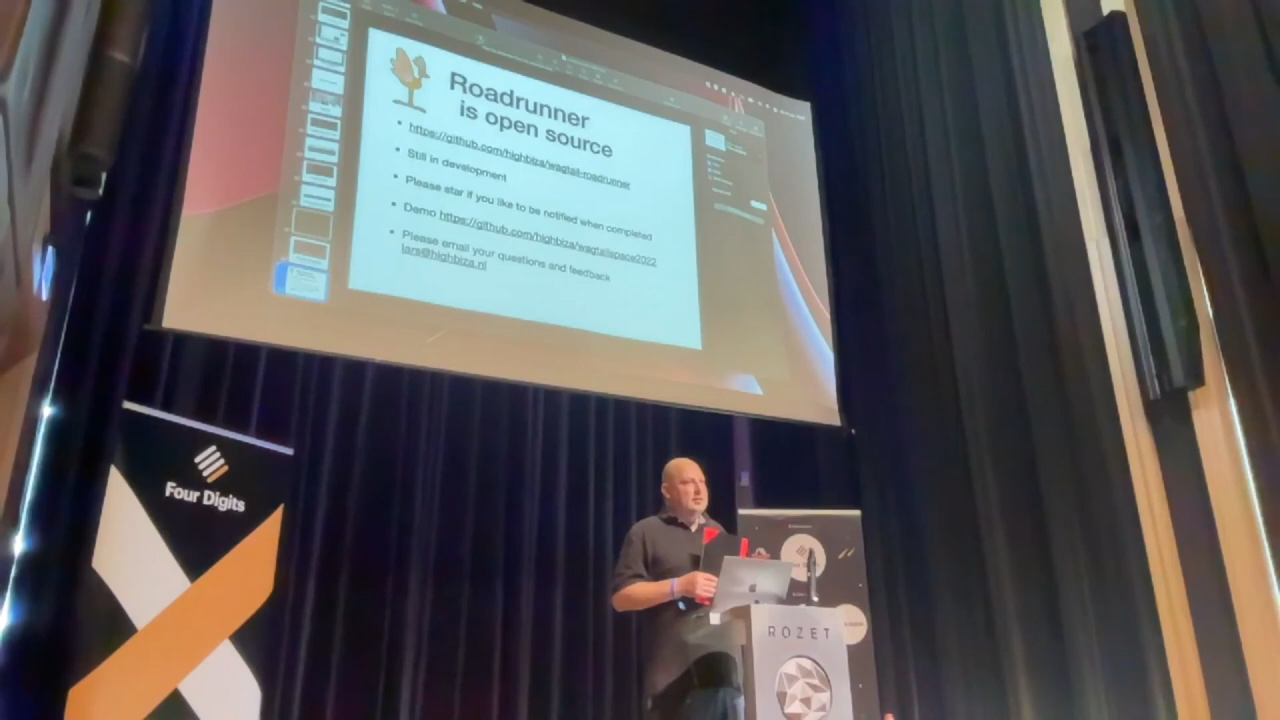 Roadrunner
is open source
• https://github.com/highbiza/wagtail-roadrunner
• Still in development
• Please star if you like to be notified when completed
• Demo https://github.com/highbiza/wagtailspace2022
• Please email your questions and feedback
lars@highbiza.nl
Four Digits
ROZET